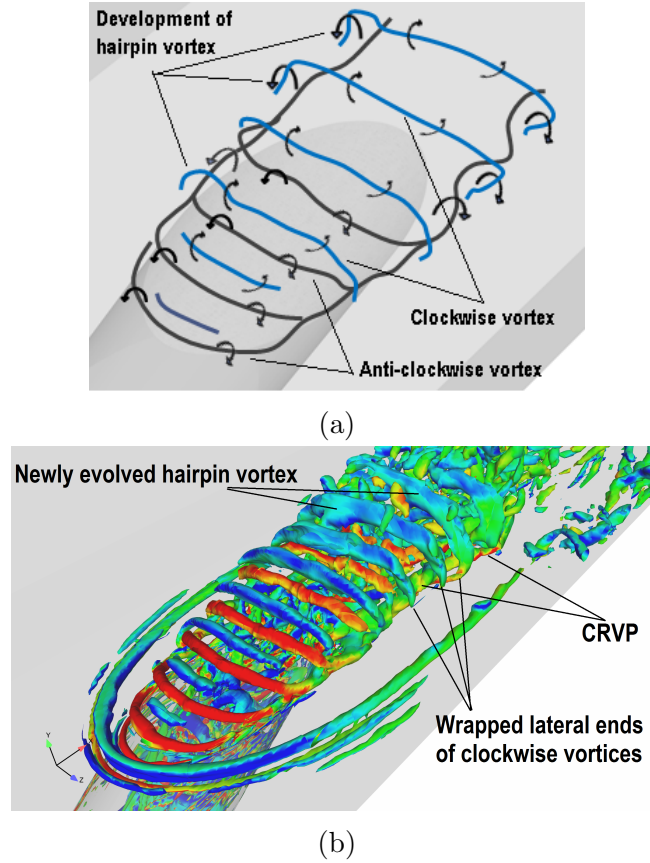 Development of
hairpin vortex
Clockwise vortex
Anti-clockwise vortex
(a)
Newly evolved hairpin vortex
CRVP
Wrapped lateral ends
of clockwise vortices
Y
X
Z
(b)